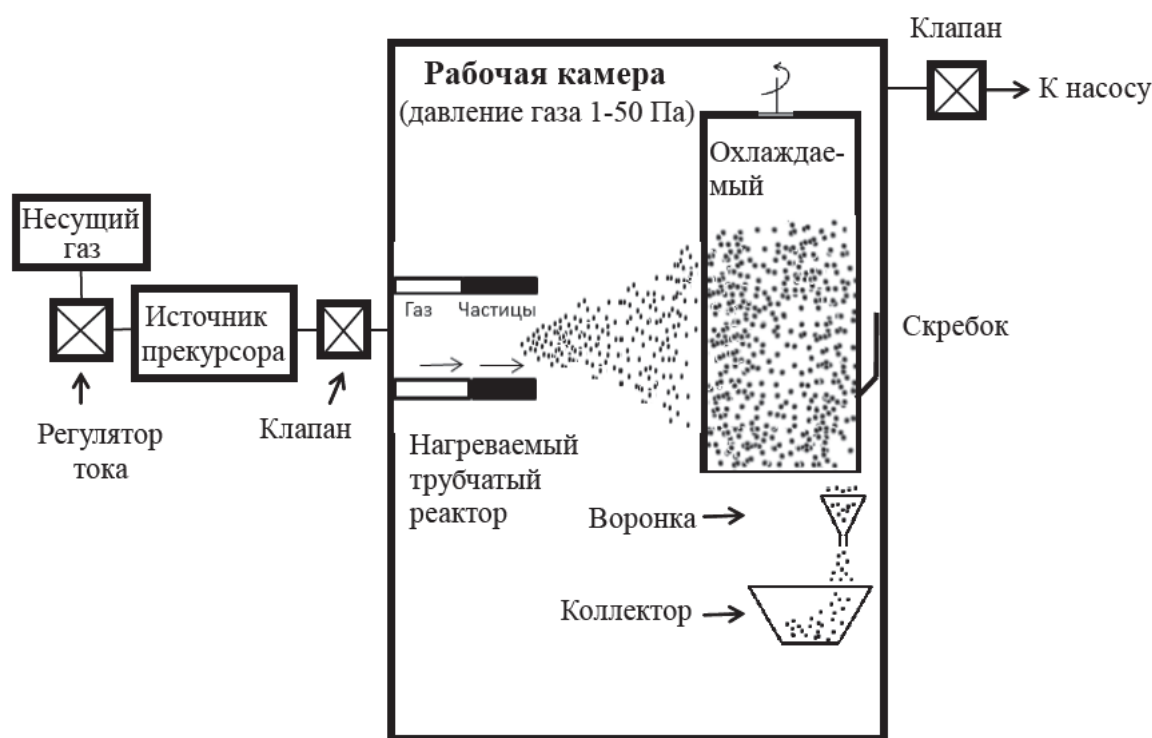 Клапан
К насосу
Рабочая камера
(давление газа 1-50 Па)
Охлаждае-
мый
Несущий
газ
Источник
прекурсора
Газ
Частицы
Скребок
Регулятор
тока
Клапан
Нагреваемый
трубчатый
реактор
Воронка
Коллектор